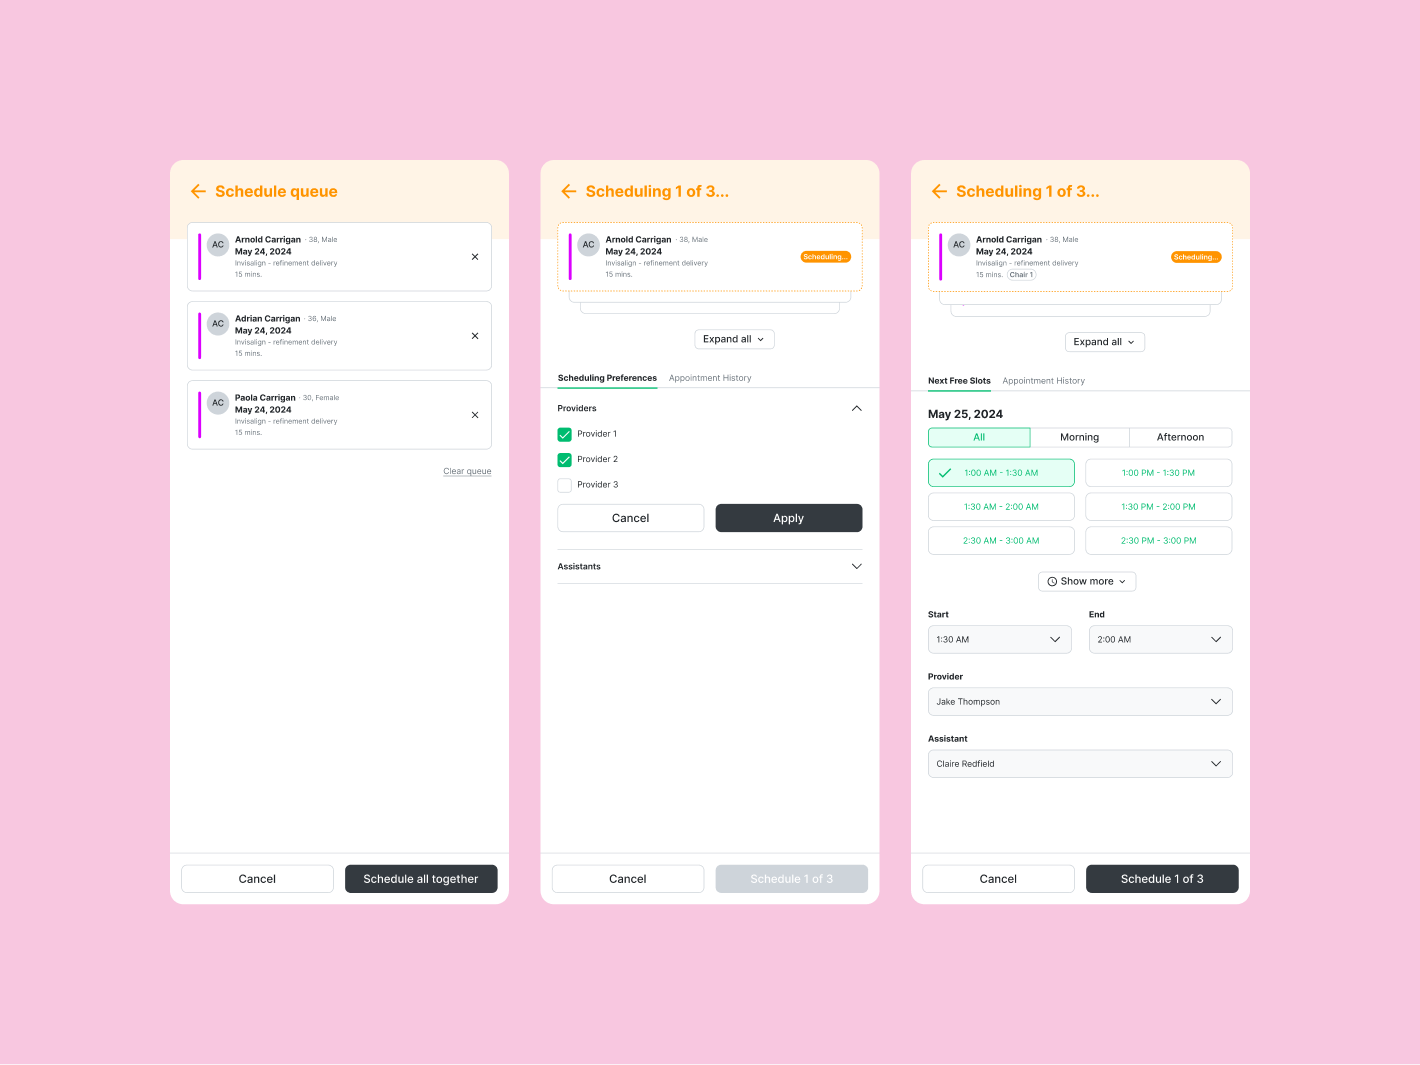 Schedule queue
AC
Arnold Carrigan · 38, Male
May 24, 2024
Invisalign - refinement delivery
15 mins.
AC
Adrian Carrigan · 36, Male
May 24, 2024
Invisalign - refinement delivery
15 mins.
AC
Paola Carrigan · 30, Female
May 24, 2024
Invisalign - refinement delivery
15 mins.
Clear queue
Cancel
Schedule all together
Scheduling 1 of 3...
AC
Arnold Carrigan · 38, Male
May 24, 2024
Invisalign - refinement delivery
15 mins.
Scheduling...
Expand all
Scheduling Preferences
Appointment History
Providers
Provider 1
Provider 2
Provider 3
Cancel
Apply
Assistants
Cancel
Schedule 1 of 3
Scheduling 1 of 3...
AC
Arnold Carrigan · 38, Male
May 24, 2024
Invisalign - refinement delivery
15 mins. Chair 1
Scheduling...
Expand all
Next Free Slots
Appointment History
May 25, 2024
All
Morning
Afternoon
1:00 AM - 1:30 AM
1:00 PM - 1:30 PM
1:30 AM - 2:00 AM
1:30 PM - 2:00 PM
2:30 AM - 3:00 AM
2:30 PM - 3:00 PM
Show more
Start
End
1:30 AM
2:00 AM
Provider
Jake Thompson
Assistant
Claire Redfield
Cancel
Schedule 1 of 3